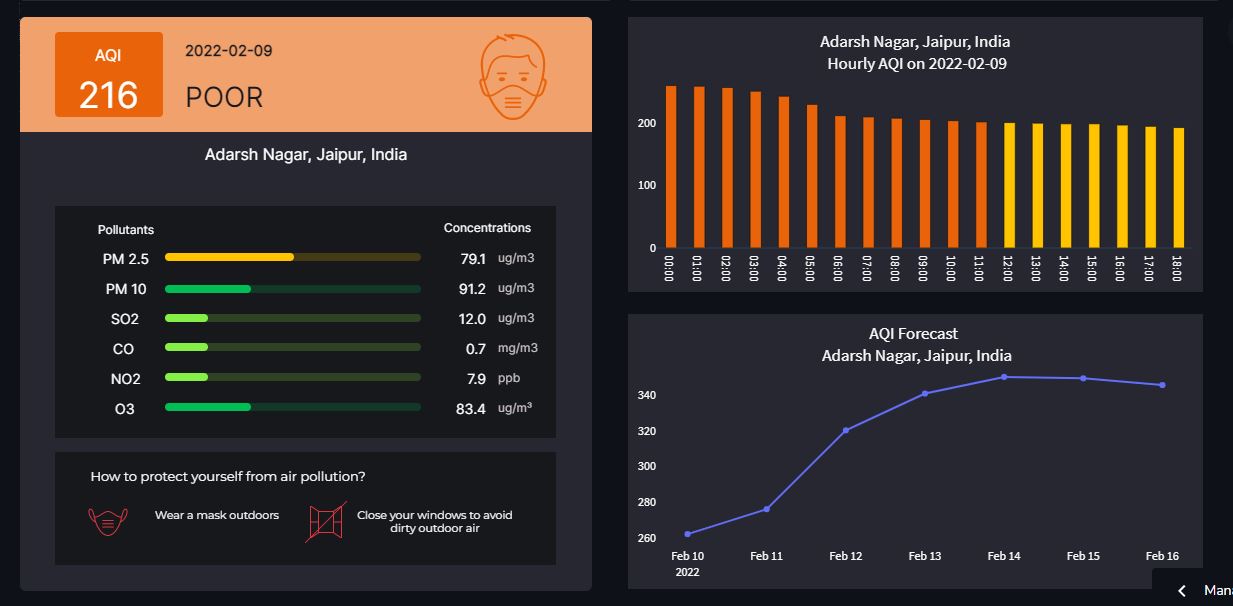 AQI
216
2022-02-09
POOR
Adarsh Nagar, Jaipur, India
Pollutants Concentrations
PM 2.5 79.1 ug/m3
PM 10 91.2 ug/m3
SO2 12.0 ug/m3
CO 0.7 mg/m3
NO2 7.9 ppb
O3 83.4 ug/m³
How to protect yourself from air pollution?
Wear a mask outdoors
Close your windows to avoid
dirty outdoor air
Adarsh Nagar, Jaipur, India
Hourly AQI on 2022-02-09
200
100
0
00:00 01:00 02:00 03:00 04:00 05:00 06:00 07:00 08:00 09:00 10:00 11:00 12:00 13:00 14:00 15:00 16:00 17:00 18:00
AQI Forecast
Adarsh Nagar, Jaipur, India
340
320
300
280
260
Feb 10 Feb 11 Feb 12 Feb 13 Feb 14 Feb 15 Feb 16
2022